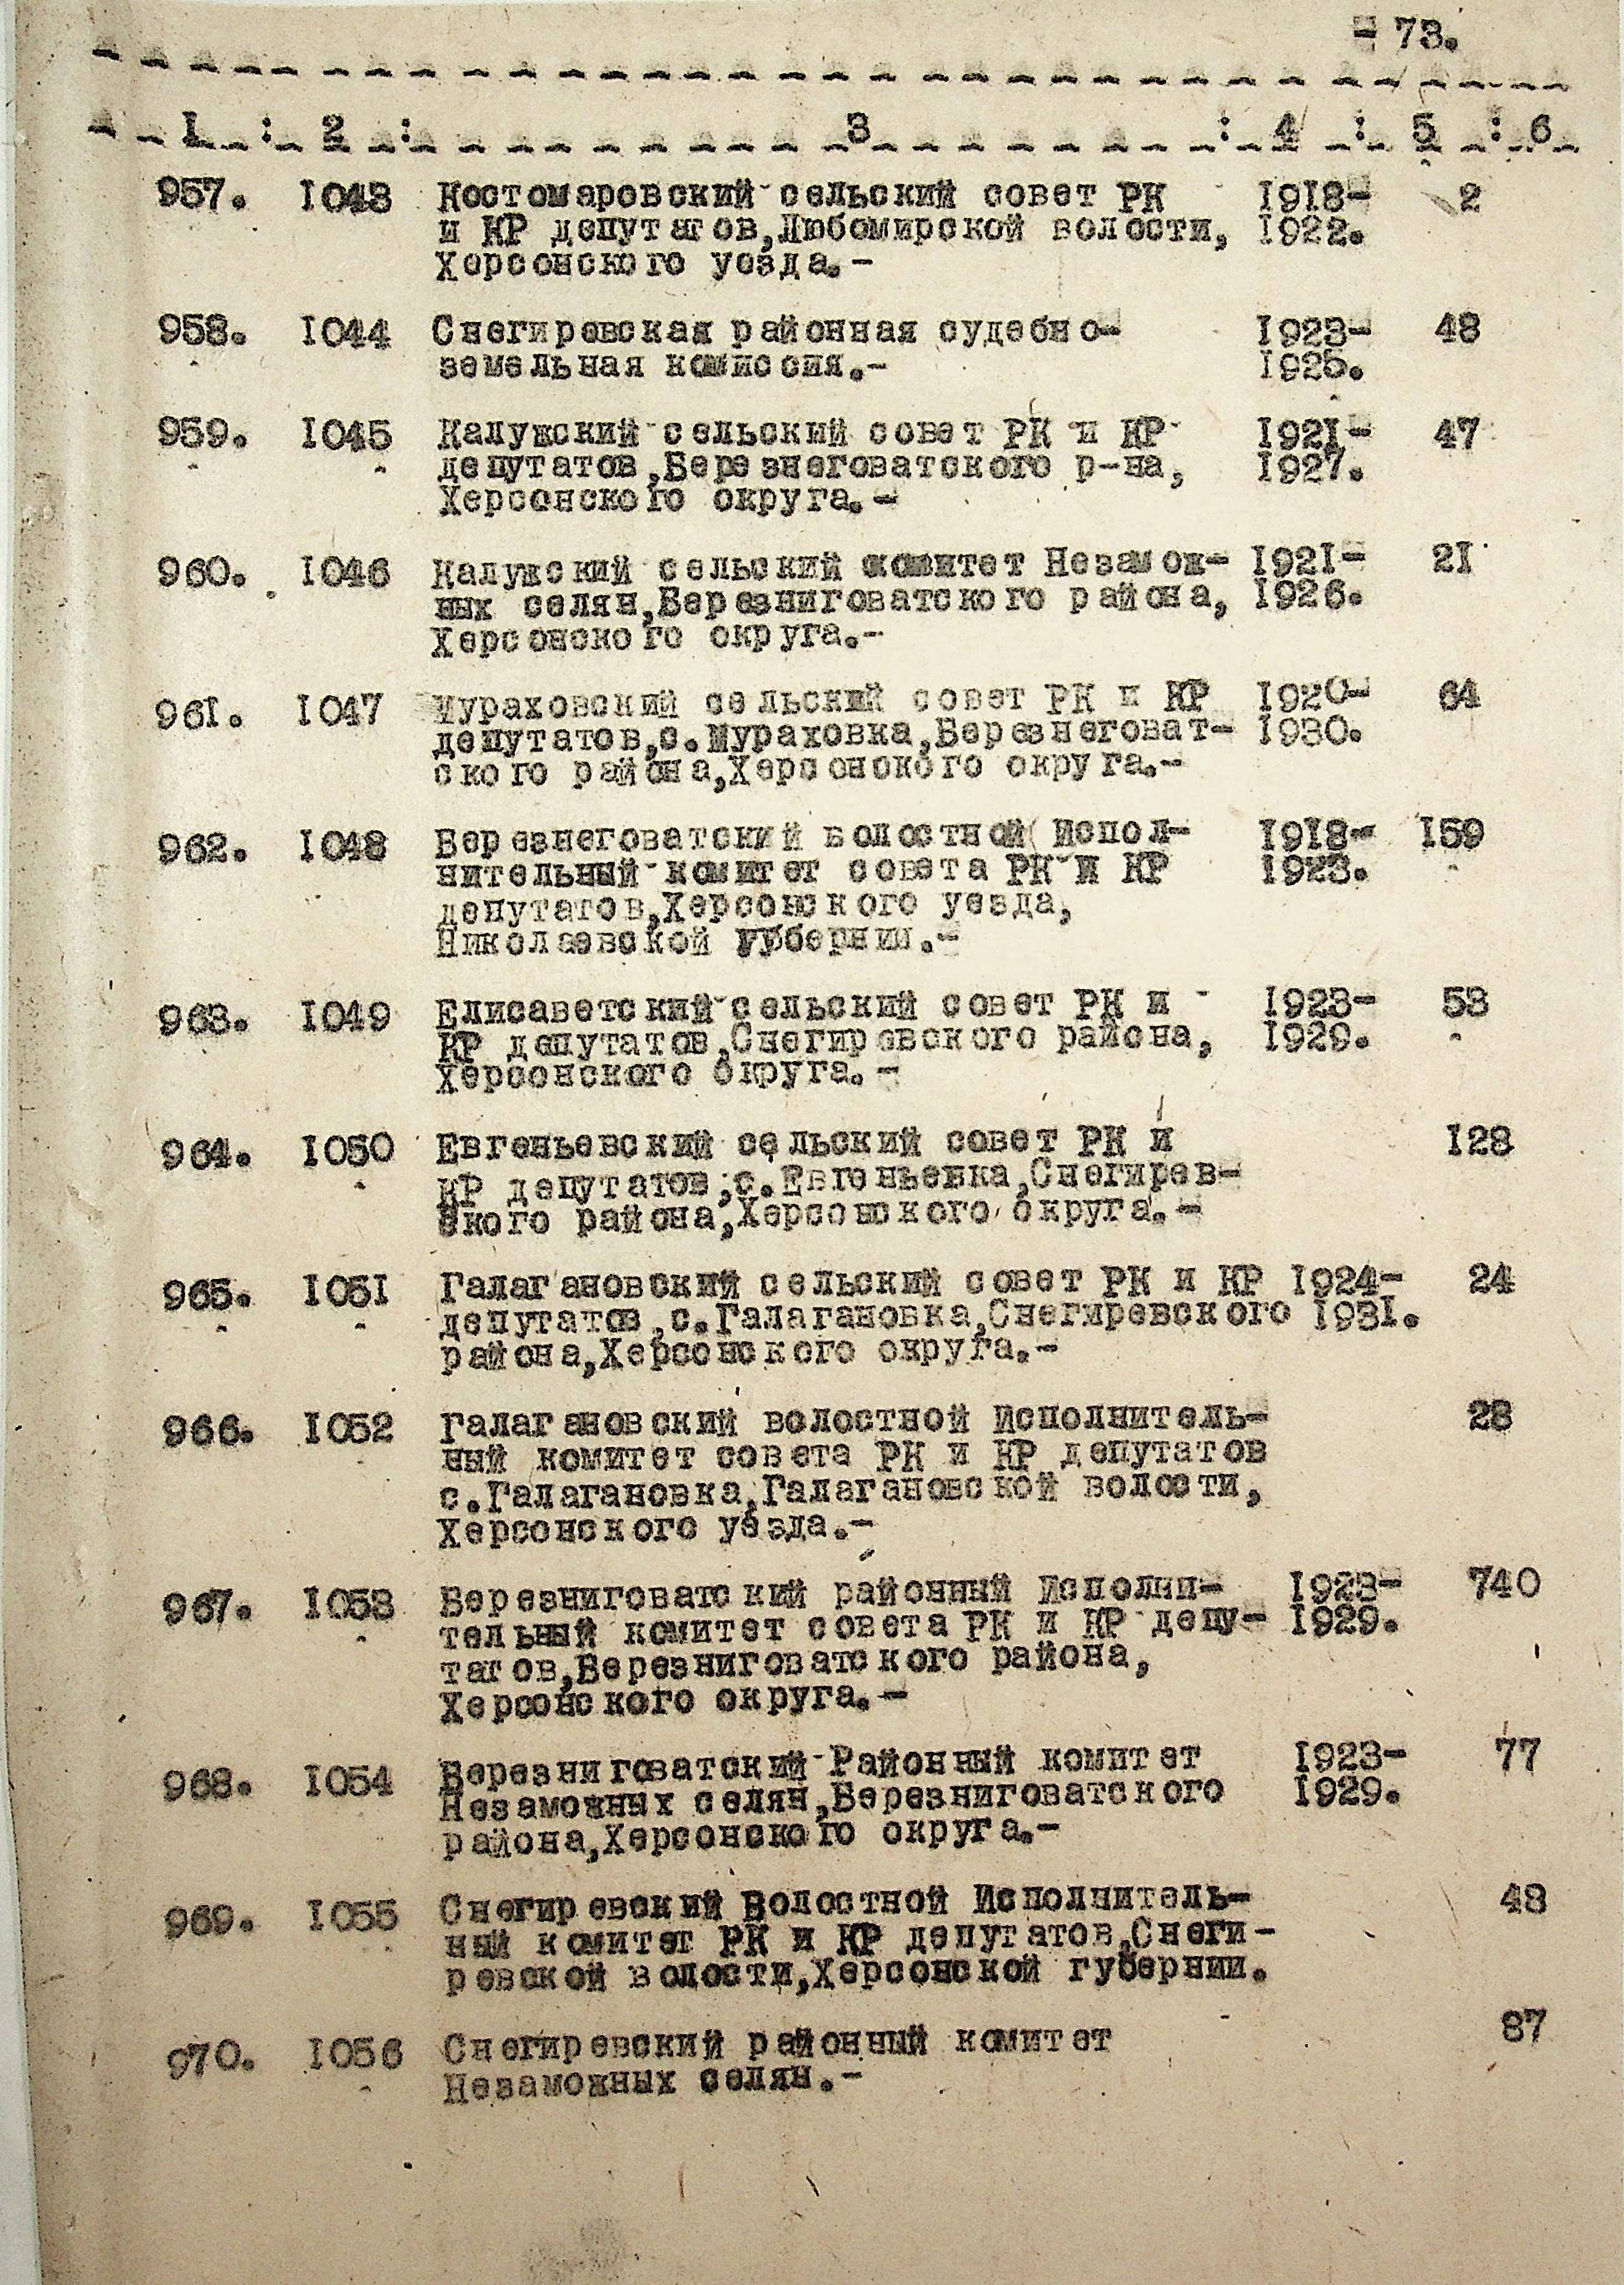 - 73.
1 : 2 : 3 : 4 : 5 : 6
957. 1043 Костомаровский сельский совет РК 1918- 2
и КР депутатов,Любомирской волости, 1922.
Херсонского уезда.-
958. 1044 Снегиревская районная судебно- 1923- 48
земельная комиссия.- 1925.
959. 1045 Калужский сельский совет РК и КР 1921- 47
депутатов,Березнеговатского р-на, 1927.
Херсонского округа.-
960. 1046 Калужский сельский комитет Незамож- 1921- 21
ных селян,Березниговатского района, 1926.
Херсонского округа.-
961. 1047 Мураховский сельский совет РК и КР 1920- 64
депутатов,с.Мураховка,Березнеговат- 1930.
ского района,Херсонского округа.-
962. 1048 Березнеговатский волостной Испол- 1918- 159
нительный комитет совета РК и КР 1923.
депутатов,Херсонского уезда,
Николаевской губернии.-
963. 1049 Елисаветский сельский совет РК и 1923- 53
КР депутатов,Снегиревского района, 1929.
Херсонского округа.-
964. 1050 Евгеньевский сельский совет РК и 128
КР депутатов,с.Евгеньевка,Снегирев-
ского района,Херсонского округа.-
965. 1051 Галагановский сельский совет РК и КР 1924- 24
депутатов,с.Галагановка,Снегиревского 1931.
района,Херсонского округа.-
966. 1052 Галагановский волостной Исполнитель- 28
ный комитет совета РК и КР депутатов
с.Галагановка,Галагановской волости,
Херсонского уезда.-
967. 1053 Березниговатский районный Исполни- 1923- 740
тельный комитет совета РК и КР депу- 1929.
татов,Березниговатского района,
Херсонского округа.-
968. 1054 Березниговатский Районный комитет 1923- 77
Незаможных селян,Березниговатского 1929.
района,Херсонского округа.-
969. 1055 Снегиревский Волостной Исполнитель- 48
ный комитет РК и КР депутатов,Снеги-
ревской волости,Херсонской губернии.
970. 1056 Снегиревский районный комитет 87
Незаможных селян.-